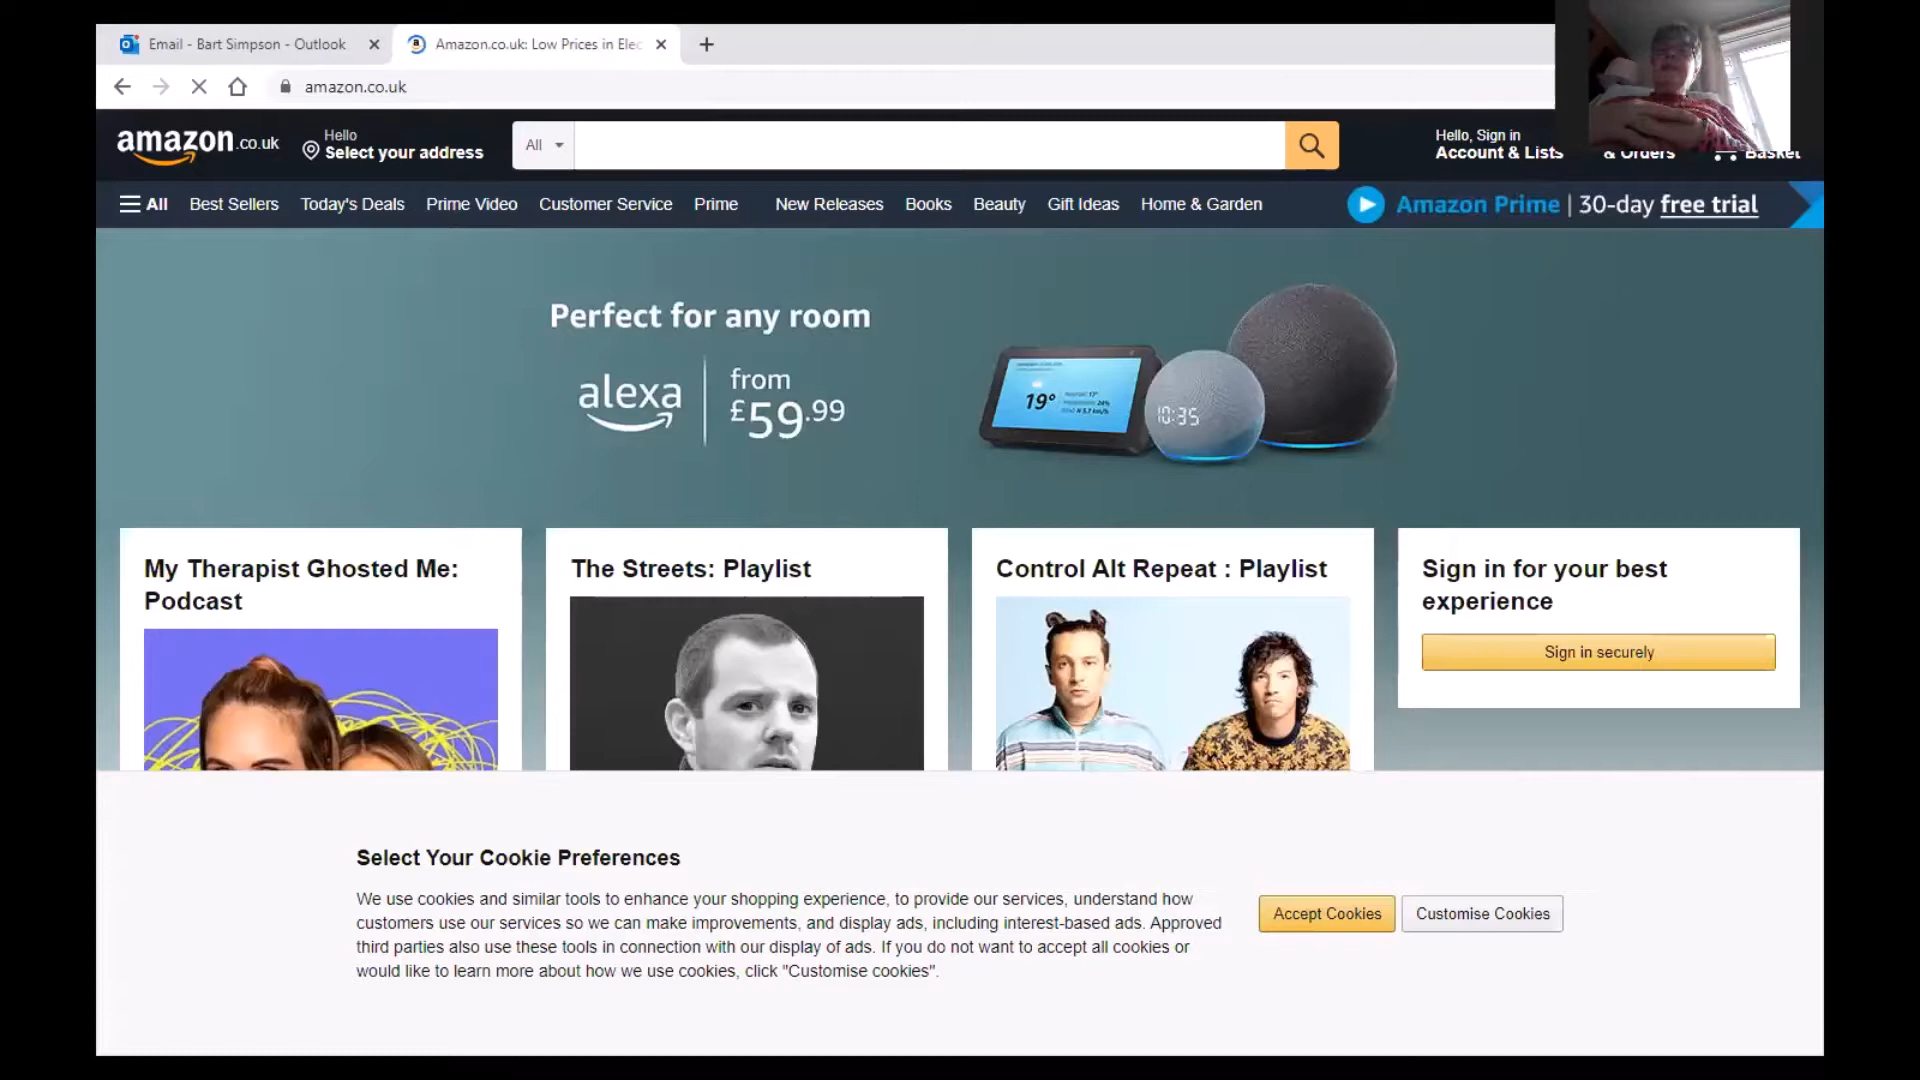 Email - Bart Simpson - Outlook
Amazon.co.uk: Low Prices in Elec
amazon.co.uk
amazon.co.uk
Hello
Select your address
All
Hello, Sign in
Account & Lists
& Orders
Basket
All
Best Sellers
Today's Deals
Prime Video
Customer Service
Prime
New Releases
Books
Beauty
Gift Ideas
Home & Garden
Amazon Prime | 30-day free trial
Perfect for any room
alexa
from
£59.99
19°
10:35
My Therapist Ghosted Me:
Podcast
The Streets: Playlist
Control Alt Repeat : Playlist
Sign in for your best
experience
Sign in securely
Select Your Cookie Preferences
We use cookies and similar tools to enhance your shopping experience, to provide our services, understand how
customers use our services so we can make improvements, and display ads, including interest-based ads. Approved
third parties also use these tools in connection with our display of ads. If you do not want to accept all cookies or
would like to learn more about how we use cookies, click "Customise cookies".
Accept Cookies
Customise Cookies